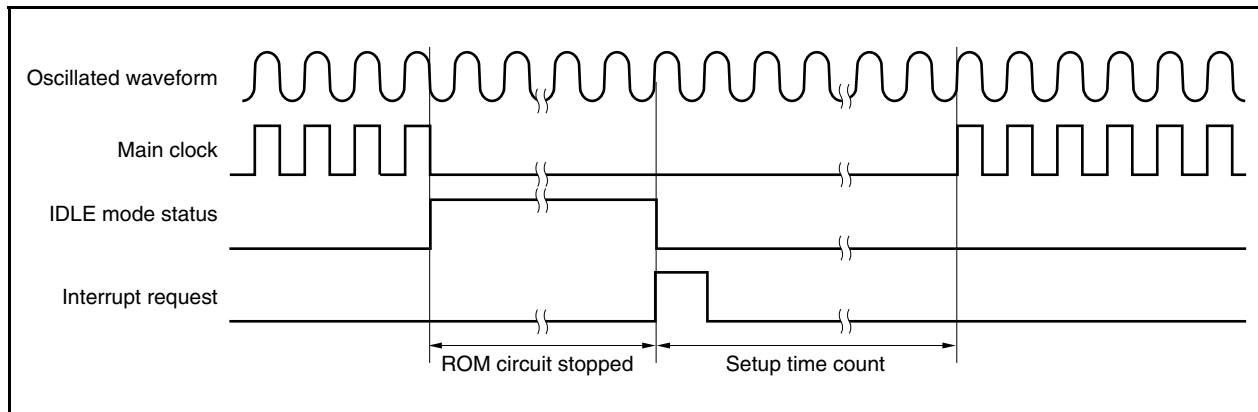 Oscillated waveform
Main clock
IDLE mode status
Interrupt request
ROM circuit stopped
Setup time count